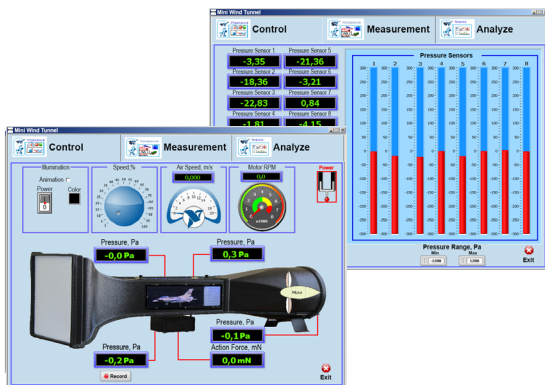 Mini Wind Tunnel
Control
Measurement
Analyze
Pressure Sensor 1
Pressure Sensor 5
-3,35
-21,36
Pressure Sensor 2
Pressure Sensor 6
-18,36
-3,21
Pressure Sensor 3
Pressure Sensor 7
-22,83
0,84
Pressure Sensor 4
Pressure Sensor 8
-1,81
-4,15
Pressure Sensors
1 2 3 4 5 6 7 8
Pressure Range, Pa
Min
Max
-1200
1200
Exit
Mini Wind Tunnel
Control
Measurement
Analyze
Illumination
Animation
Power
Color
Speed,%
Air Speed, m/s
0,000
Motor RPM
0,0
x1000
Power
Pressure, Pa
-0,0 Pa
Pressure, Pa
0,3 Pa
Pressure, Pa
-0,1 Pa
-0,2 Pa
Pressure, Pa
Action Force, mN
0,0 mN
Record
Exit